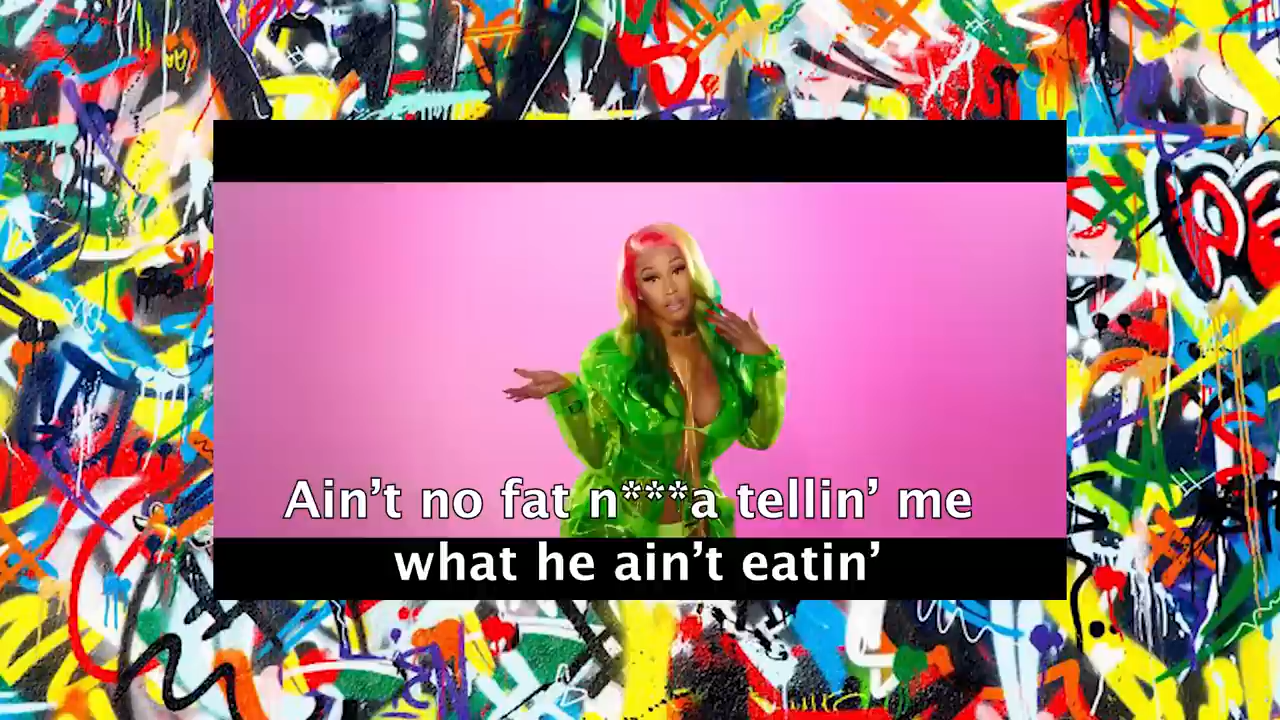 Ain’t no fat n***a tellin’ me
what he ain’t eatin’